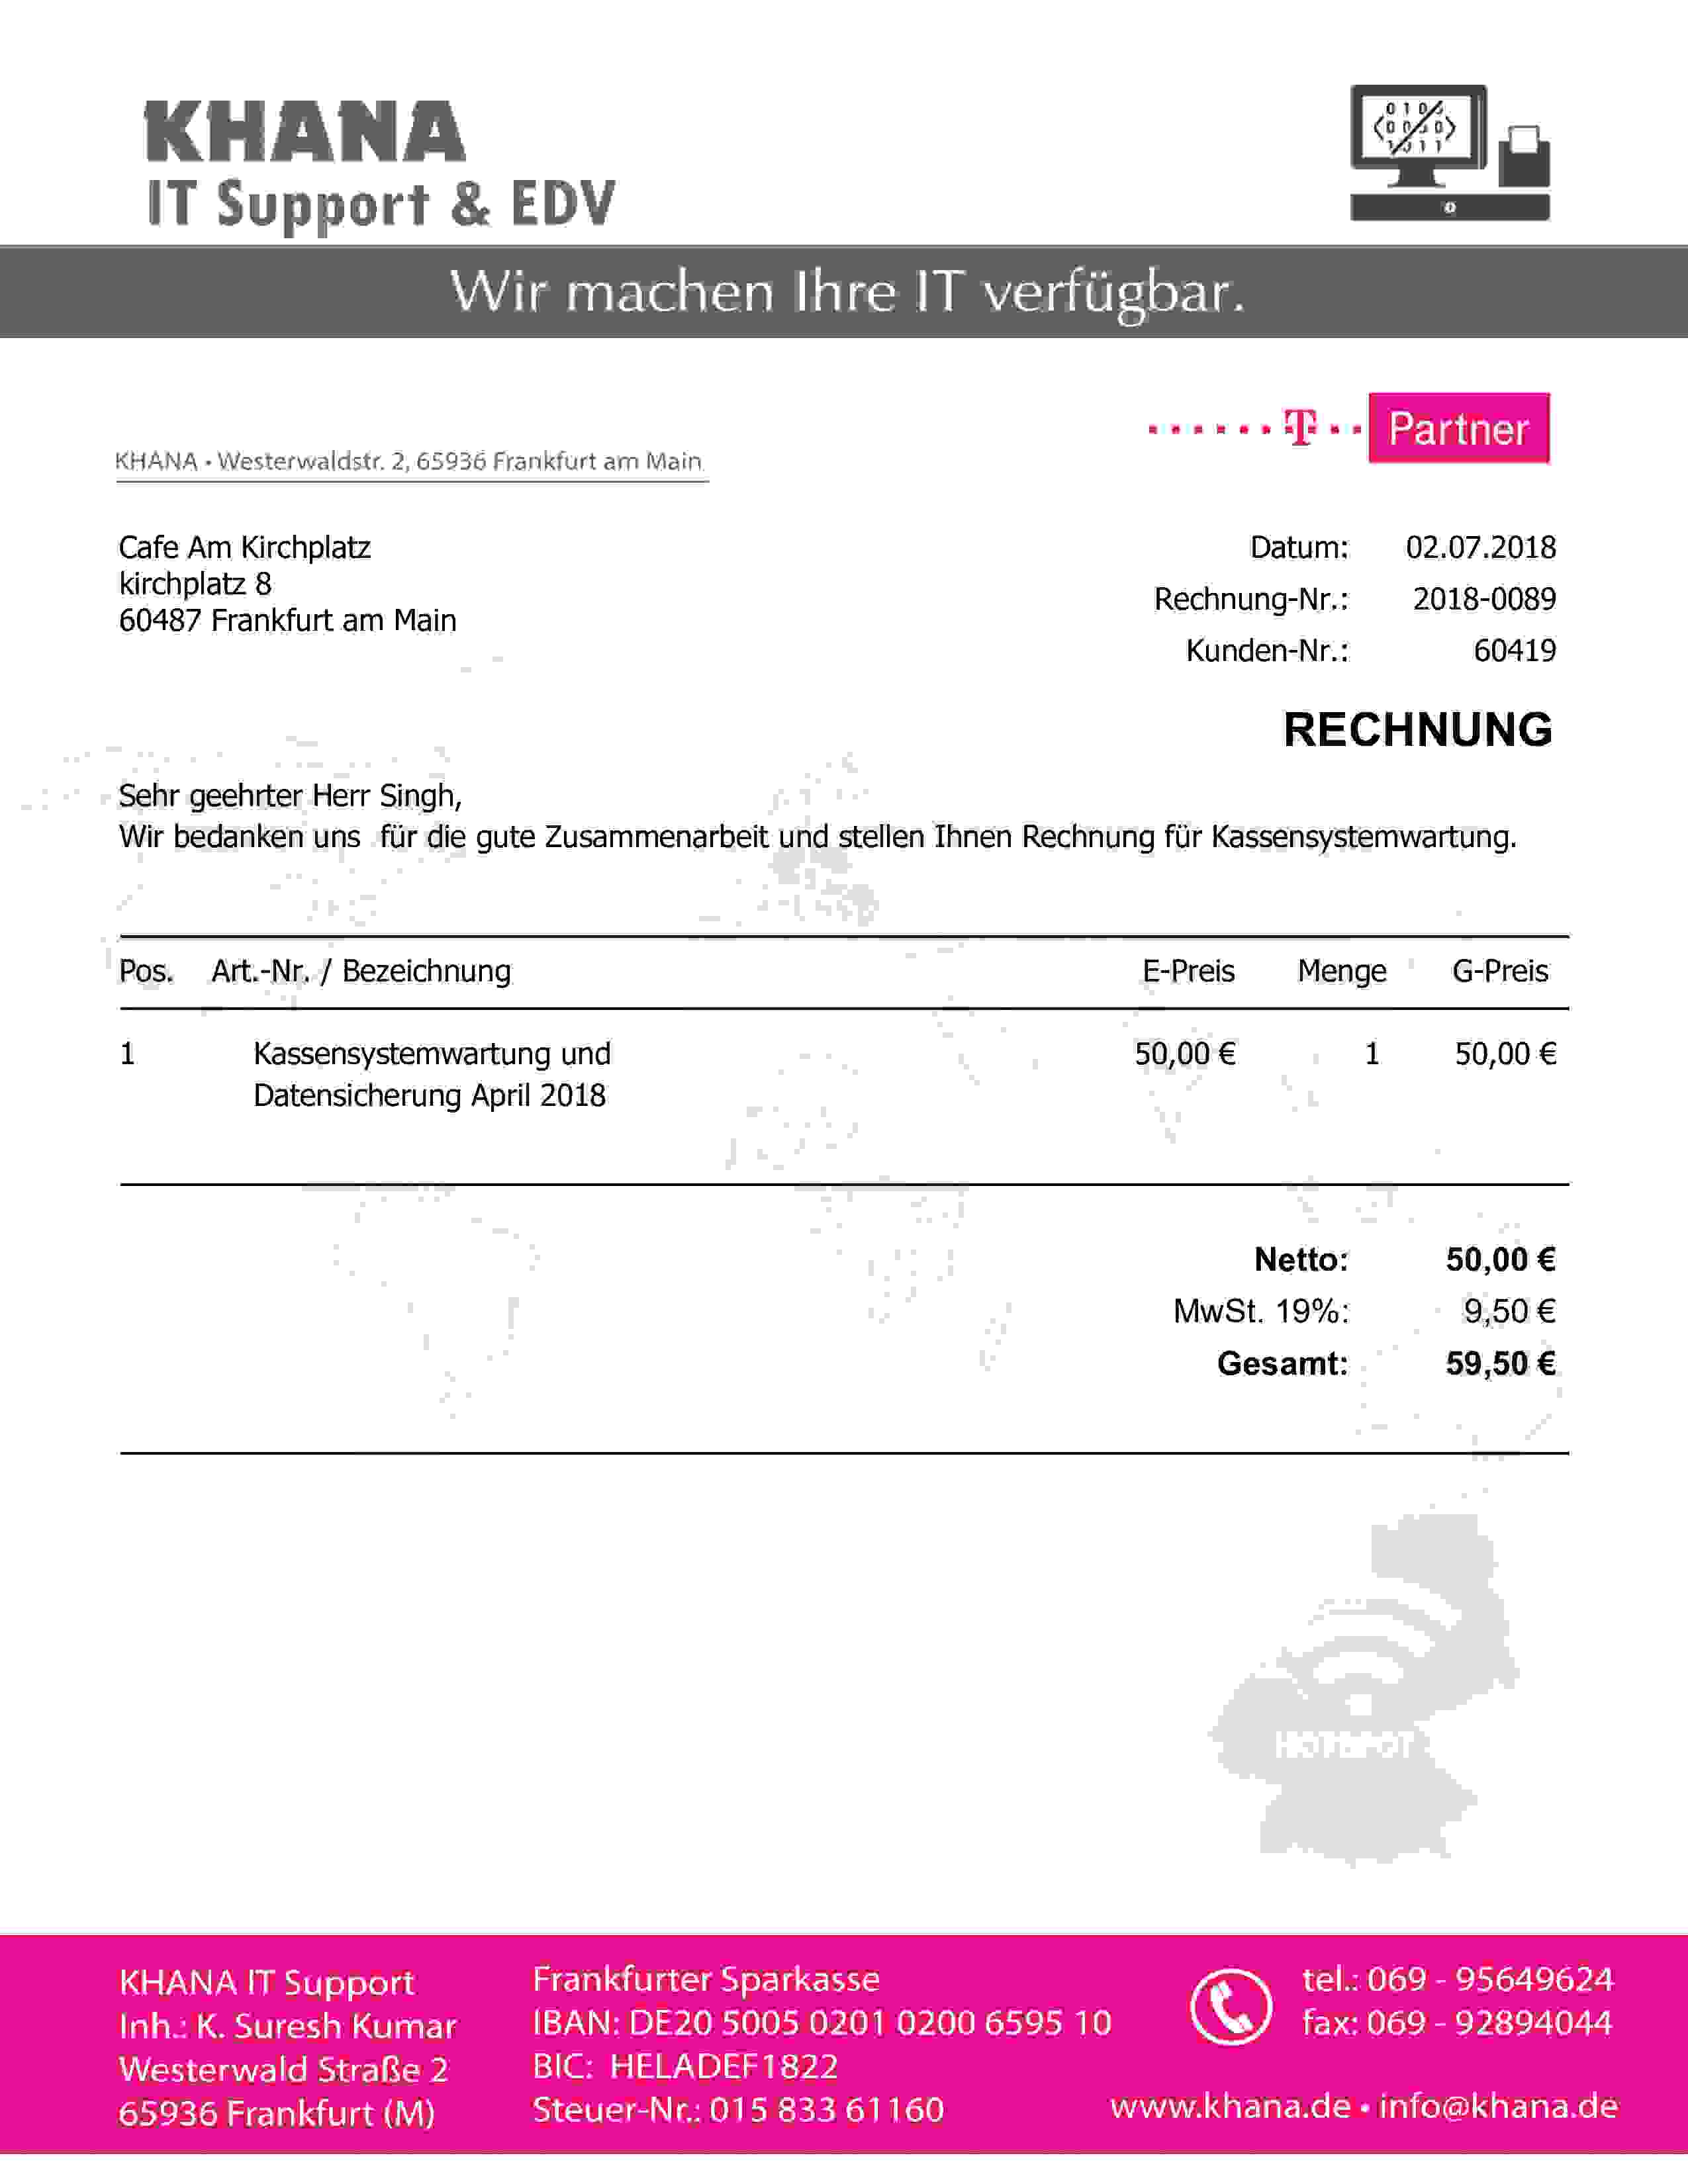 KHANA
IT Support & EDV
Wir machen Ihre IT verfügbar.
T Partner
KHANA • Westerwaldstr. 2, 65936 Frankfurt am Main
Cafe Am Kirchplatz
kirchplatz 8
60487 Frankfurt am Main
Datum: 02.07.2018
Rechnung-Nr.: 2018-0089
Kunden-Nr.: 60419
RECHNUNG
Sehr geehrter Herr Singh,
Wir bedanken uns für die gute Zusammenarbeit und stellen Ihnen Rechnung für Kassensystemwartung.
Pos. Art.-Nr. / Bezeichnung E-Preis Menge G-Preis
1 Kassensystemwartung und 50,00 € 1 50,00 €
Datensicherung April 2018
Netto: 50,00 €
MwSt. 19%: 9,50 €
Gesamt: 59,50 €
KHANA IT Support
Inh.: K. Suresh Kumar
Westerwald Straße 2
65936 Frankfurt (M)
Frankfurter Sparkasse
IBAN: DE20 5005 0201 0200 6595 10
BIC: HELADEF1822
Steuer-Nr.: 015 833 61160
tel.: 069 - 95649624
fax: 069 - 92894044
www.khana.de • info@khana.de